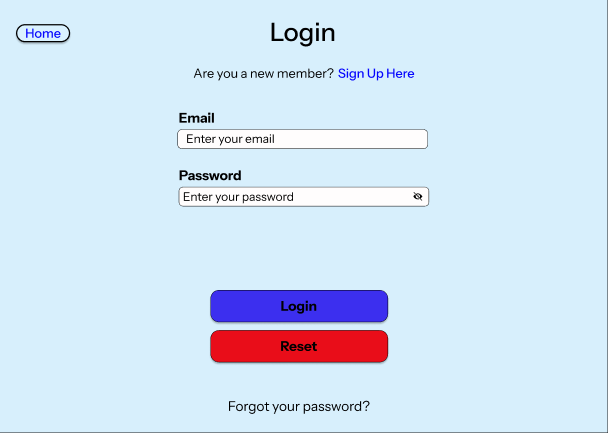 Home
Login
Are you a new member? Sign Up Here
Email
Enter your email
Password
Enter your password
Login
Reset
Forgot your password?